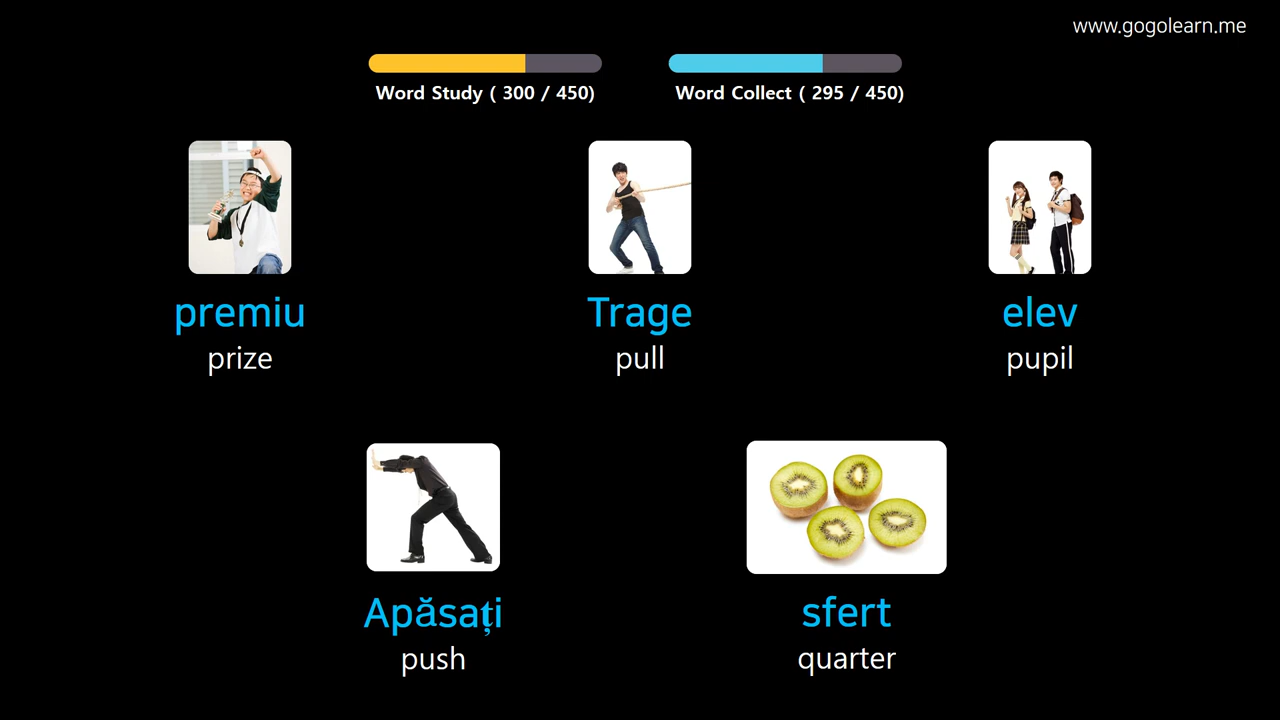 www.gogolearn.me
Word Study ( 300 / 450)
Word Collect ( 295 / 450)
premiu
prize
Trage
pull
elev
pupil
Apăsați
push
sfert
quarter